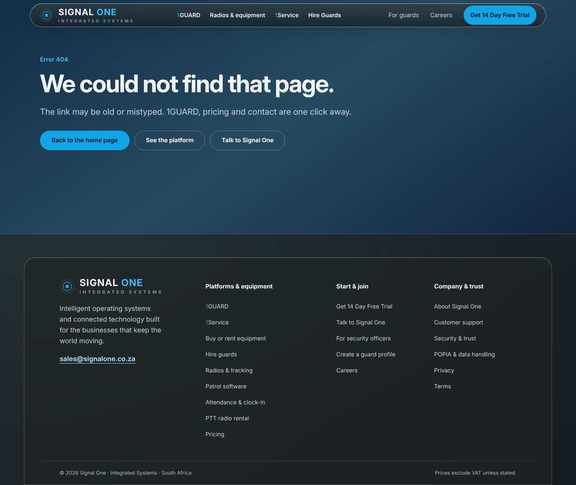 SIGNAL ONE
INTEGRATED SYSTEMS
1GUARD
Radios & equipment
1Service
Hire Guards
For guards
Careers
Get 14 Day Free Trial
Error 404
We could not find that page.
The link may be old or mistyped. 1GUARD, pricing and contact are one click away.
Back to the home page
See the platform
Talk to Signal One
SIGNAL ONE
INTEGRATED SYSTEMS
Intelligent operating systems
and connected technology built
for the businesses that keep the
world moving.
sales@signalone.co.za
Platforms & equipment
1GUARD
1Service
Buy or rent equipment
Hire guards
Radios & tracking
Patrol software
Attendance & clock-in
PTT radio rental
Pricing
Start & join
Get 14 Day Free Trial
Talk to Signal One
For security officers
Create a guard profile
Careers
Company & trust
About Signal One
Customer support
Security & trust
POPIA & data handling
Privacy
Terms
© 2026 Signal One · Integrated Systems · South Africa
Prices exclude VAT unless stated